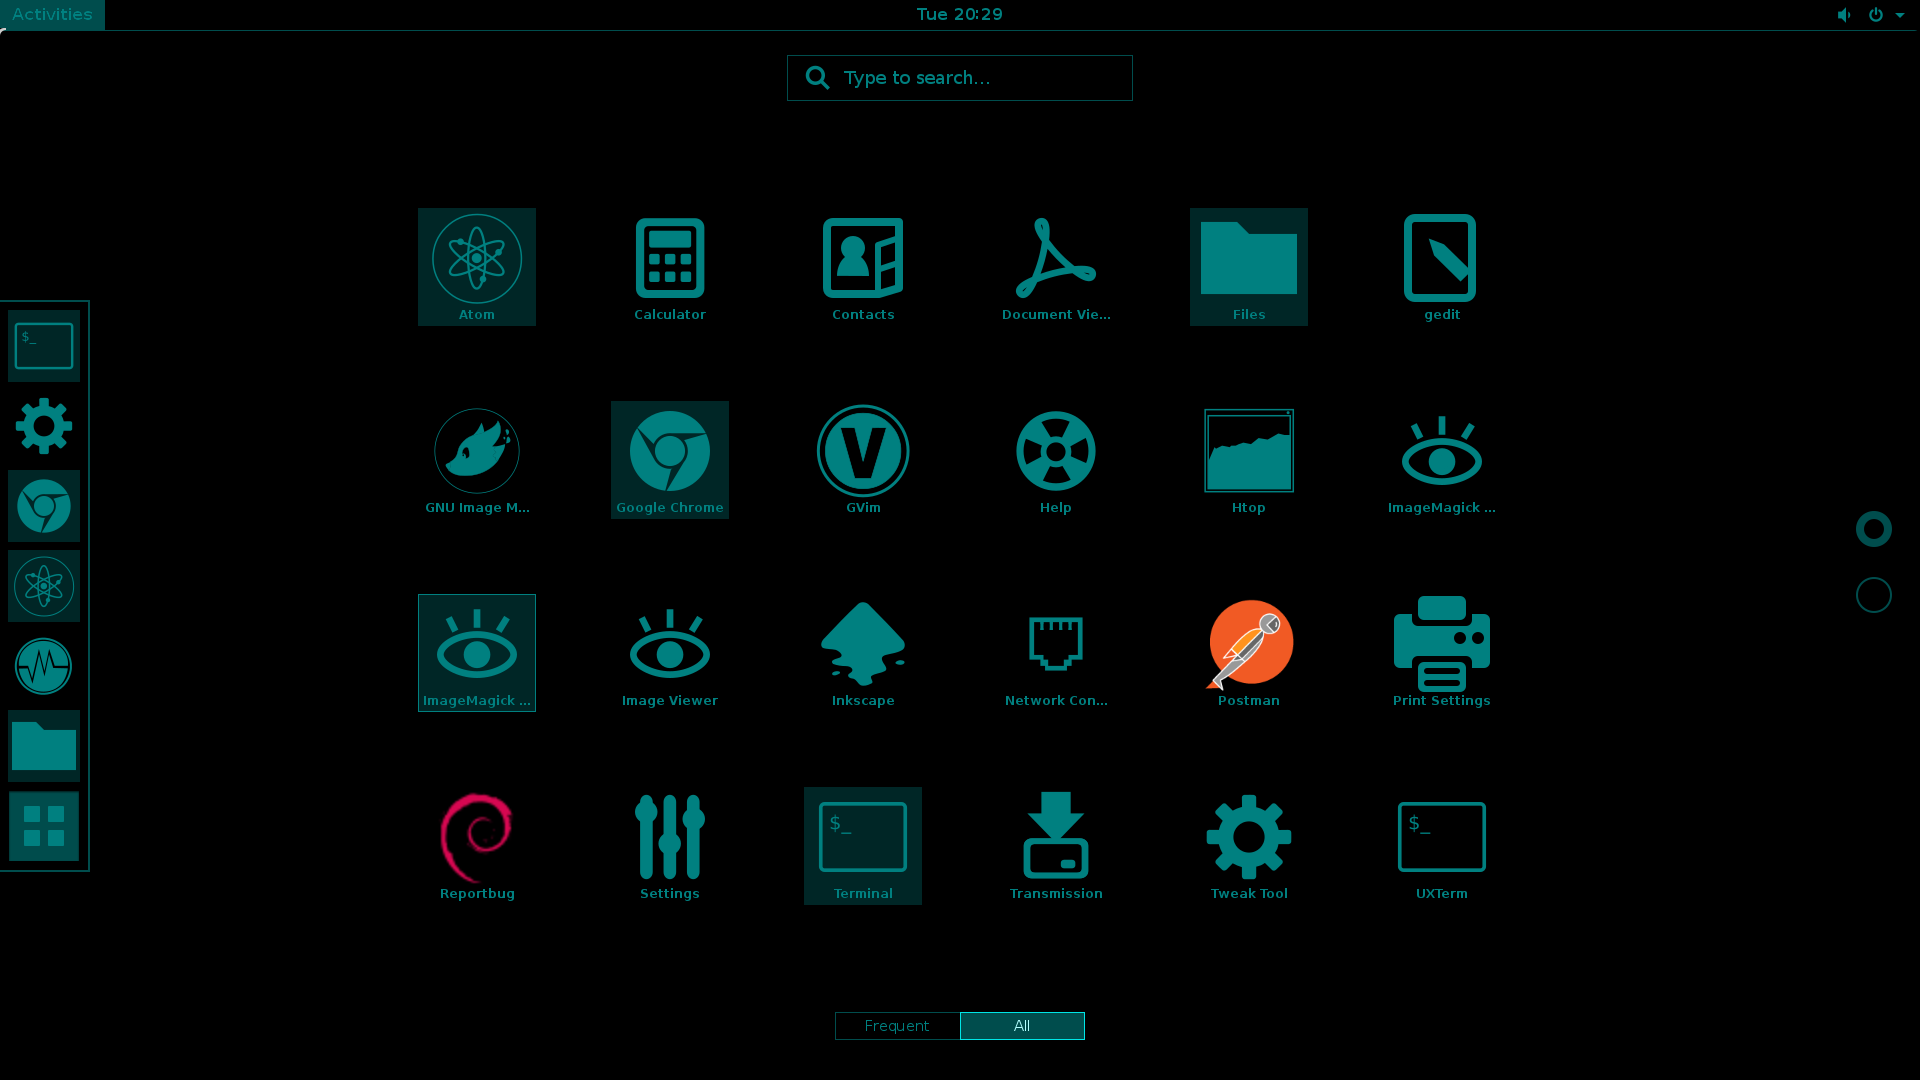 Activities
Tue 20:29
Type to search...
Atom
Calculator
Contacts
Document Vie...
Files
gedit
$_
GNU Image M...
Google Chrome
GVim
Help
Htop
ImageMagick ...
ImageMagick ...
Image Viewer
Inkscape
Network Con...
Postman
Print Settings
$_
$_
Reportbug
Settings
Terminal
Transmission
Tweak Tool
UXTerm
Frequent
All